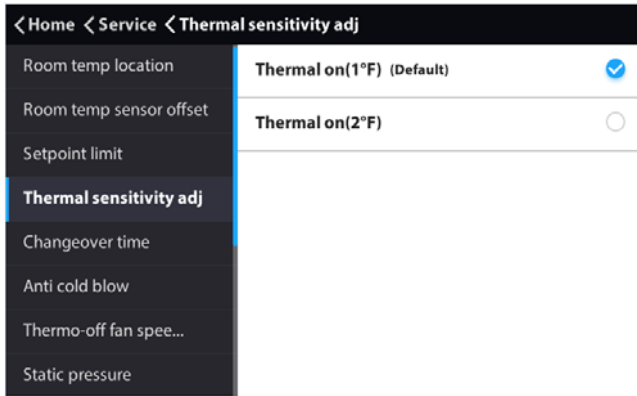 <Home <Service <Thermal sensitivity adj
Room temp location
Room temp sensor offset
Setpoint limit
Thermal sensitivity adj
Changeover time
Anti cold blow
Thermo-off fan spee...
Static pressure
Thermal on(1°F) (Default)
Thermal on(2°F)